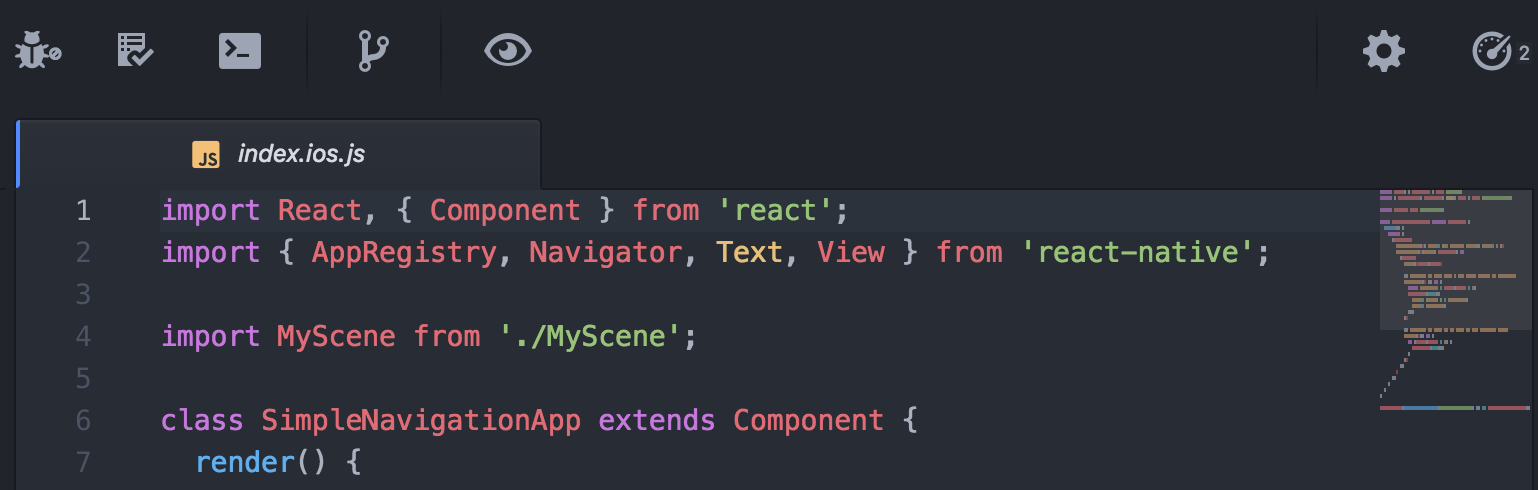 2
JS index.ios.js
1 import React, { Component } from 'react';
2 import { AppRegistry, Navigator, Text, View } from 'react-native';
3
4 import MyScene from './MyScene';
5
6 class SimpleNavigationApp extends Component {
7   render() {